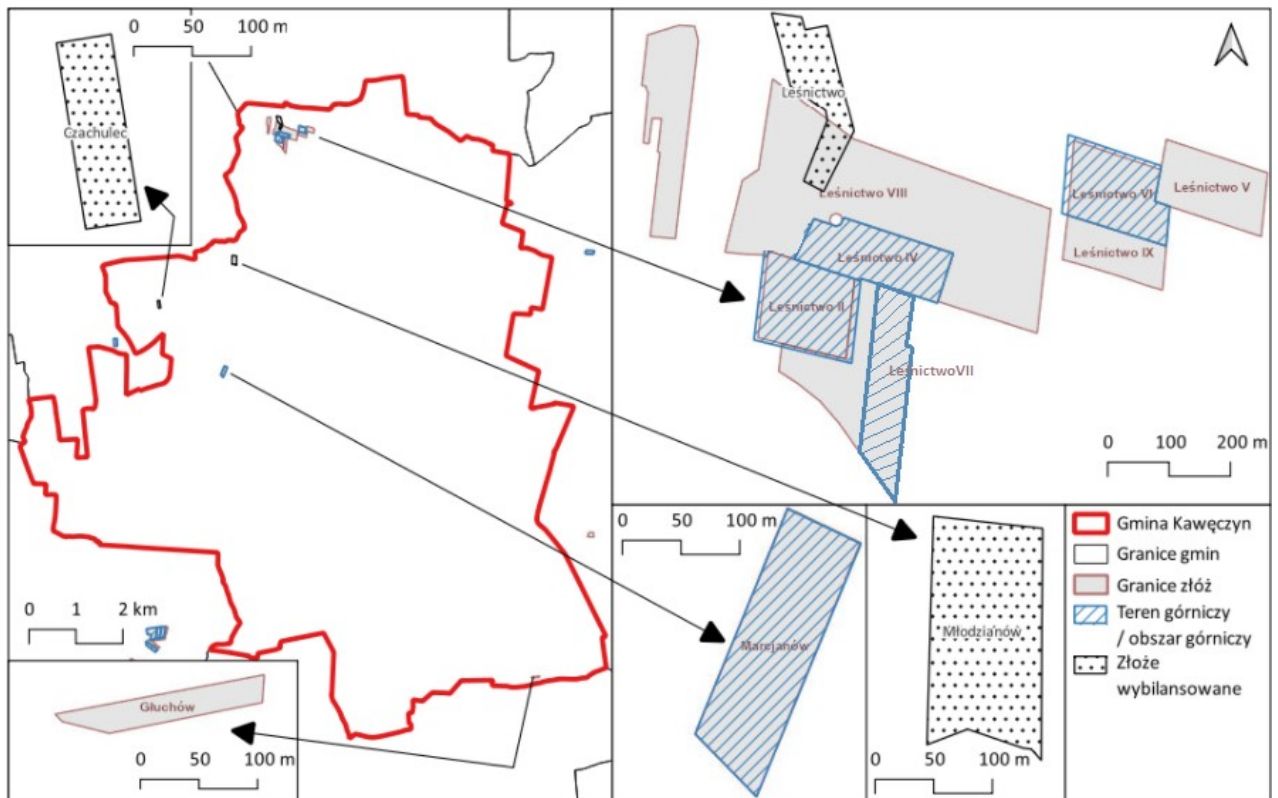 0 50 100 m
Czachulec
Leśnictwo
Leśnictwo VIII
Leśnictwo VI
Leśnictwo V
Leśnictwo IX
Leśnictwo IV
Leśnictwo II
LeśnictwoVII
0 100 200 m
0 1 2 km
Głuchów
0 50 100 m
0 50 100 m
Marcjanów
Młodzianów
0 50 100 m
Gmina Kawęczyn
Granice gmin
Granice złóż
Teren górniczy
/ obszar górniczy
Złoże
wybilansowane